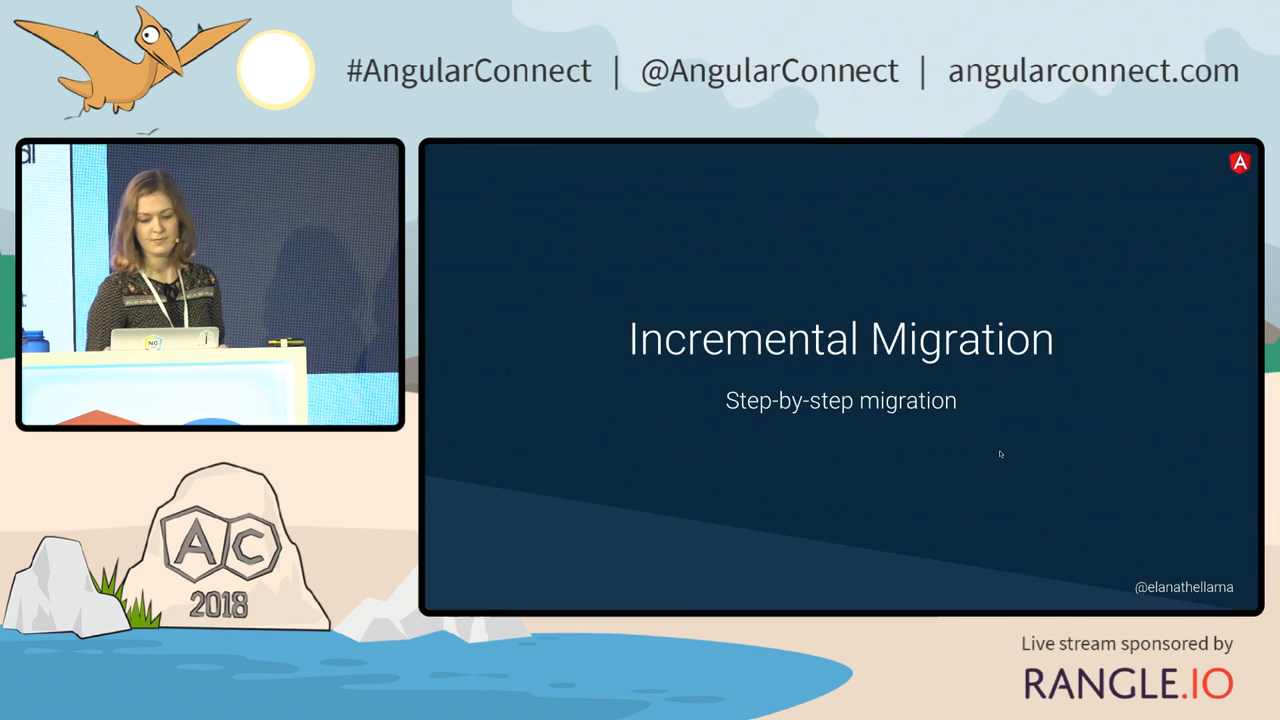 #AngularConnect | @AngularConnect | angularconnect.com
Incremental Migration
Step-by-step migration
@elanathellama
A
NG
AC
2018
Live stream sponsored by
RANGLE.IO